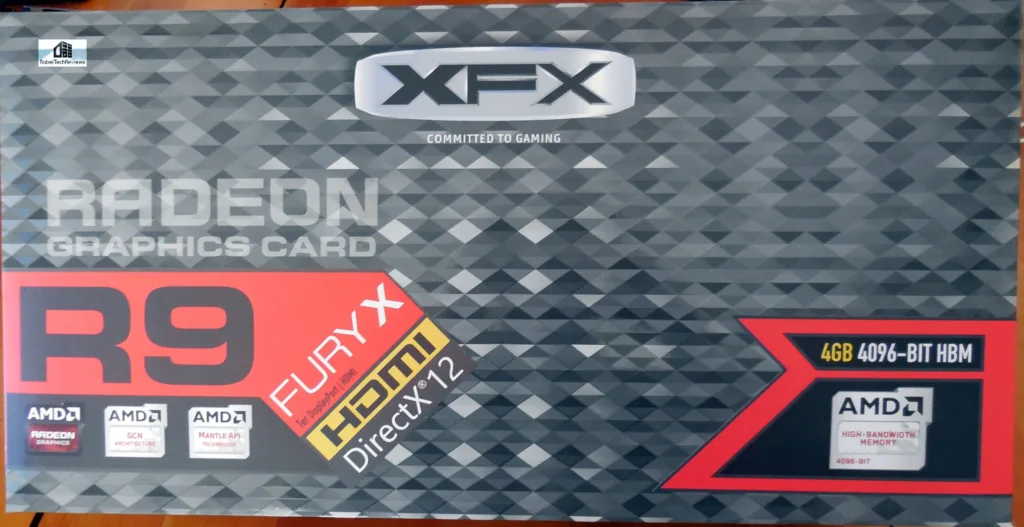 BabelTechReviews
XFX
COMMITTED TO GAMING
RADEON
GRAPHICS CARD
R9
FURY X
HDMI
DirectX® 12
AMD
RADEON
GRAPHICS
AMD
GCN
ARCHITECTURE
AMD
MANTLE API
TECHNOLOGY
4GB 4096-BIT HBM
AMD
HIGH-BANDWIDTH
MEMORY
4096-BIT